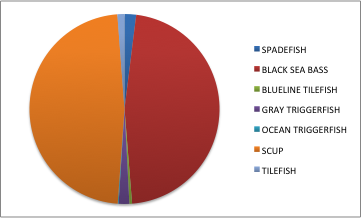 SPADEFISH
BLACK SEA BASS
BLUELINE TILEFISH
GRAY TRIGGERFISH
OCEAN TRIGGERFISH
SCUP
TILEFISH